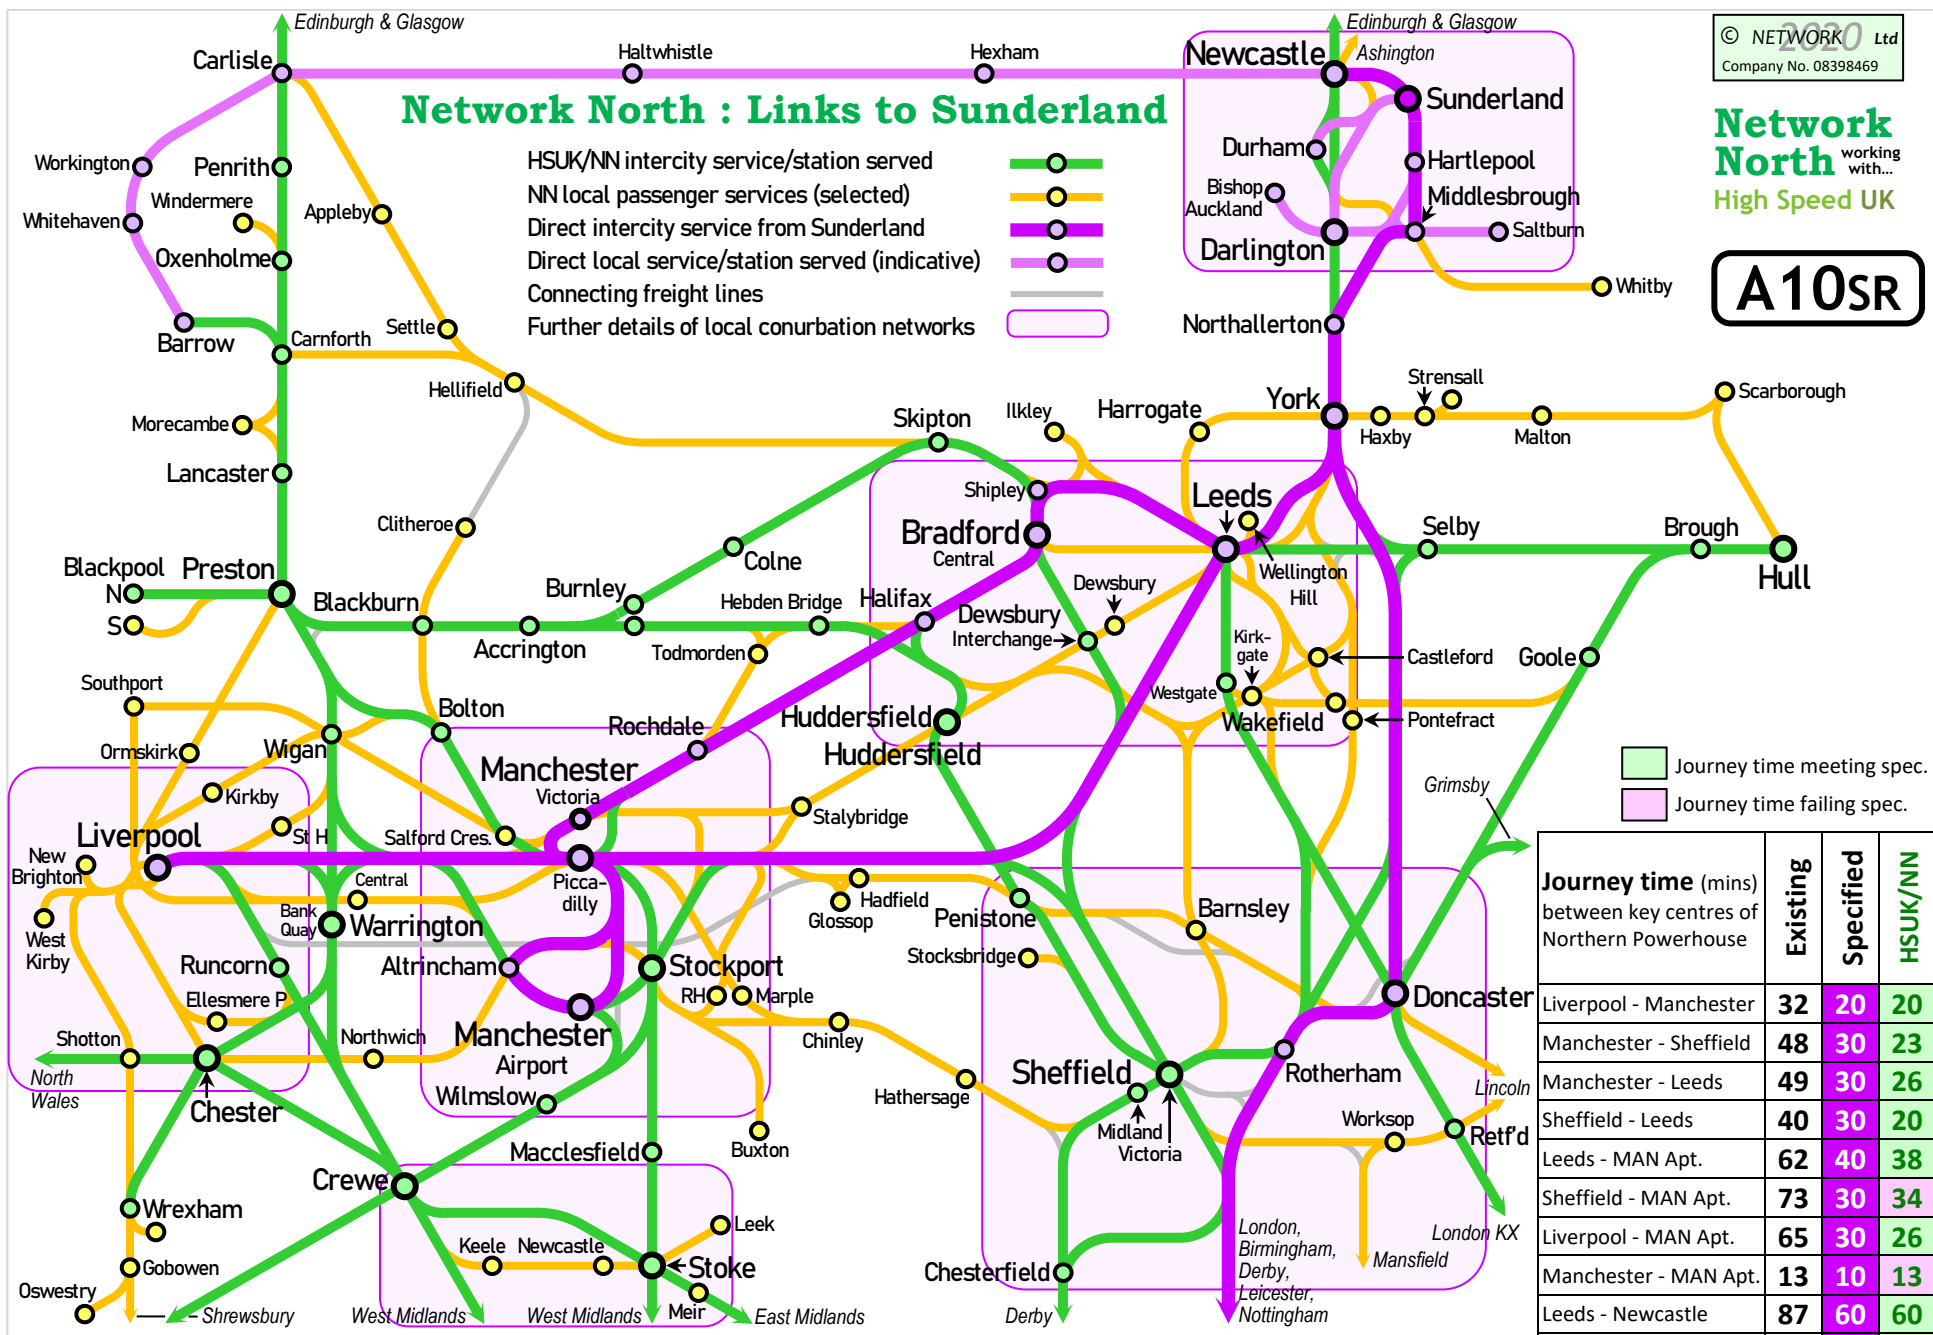 Edinburgh & Glasgow
Edinburgh & Glasgow
© NETWORK 2020 Ltd
Company No. 08398469
Carlisle
Haltwhistle
Hexham
Newcastle
Ashington
Network North : Links to Sunderland
Sunderland
Network
North working
with...
High Speed UK
HSUK/NN intercity service/station served
NN local passenger services (selected)
Direct intercity service from Sunderland
Direct local service/station served (indicative)
Connecting freight lines
Further details of local conurbation networks
Durham
Hartlepool
Bishop
Auckland
Middlesbrough
Saltburn
Darlington
Whitby
A10SR
Workington
Penrith
Windermere
Whitehaven
Appleby
Oxenholme
Barrow
Carnforth
Settle
Northallerton
Hellifield
Strensall
Scarborough
Morecambe
Skipton
Ilkley
Harrogate
York
Haxby
Malton
Lancaster
Shipley
Leeds
Clitheroe
Bradford
Central
Selby
Brough
Colne
Hull
Blackpool
N
S
Preston
Burnley
Blackburn
Hebden Bridge
Halifax
Dewsbury
Wellington
Hill
Dewsbury
Interchange
Accrington
Todmorden
Kirk-
gate
Castleford
Goole
Southport
Westgate
Wakefield
Pontefract
Bolton
Rochdale
Huddersfield
Huddersfield
Ormskirk
Wigan
Manchester
Victoria
Kirkby
Journey time meeting spec.
Journey time failing spec.
Grimsby
Liverpool
St H
Salford Cres.
Stalybridge
New
Brighton
Picca-
dilly
Central
Hadfield
Glossop
West
Kirby
Bank
Quay
Warrington
Penistone
Barnsley
Runcorn
Altrincham
Stockport
Stocksbridge
Ellesmere P
RH
Marple
Doncaster
Shotton
Northwich
Manchester
Airport
Chinley
North
Wales
Chester
Wilmslow
Hathersage
Sheffield
Midland
Victoria
Rotherham
Lincoln
Worksop
Retf'd
Macclesfield
Buxton
Crewe
Wrexham
Leek
Keele
Newcastle
Stoke
Gobowen
Oswestry
Meir
Shrewsbury
West Midlands
West Midlands
East Midlands
Chesterfield
Derby
London,
Birmingham,
Derby,
Leicester,
Nottingham
Mansfield
London KX
Journey time (mins)
between key centres of
Northern Powerhouse
Existing
Specified
HSUK/NN
Liverpool - Manchester 32 20 20
Manchester - Sheffield 48 30 23
Manchester - Leeds 49 30 26
Sheffield - Leeds 40 30 20
Leeds - MAN Apt. 62 40 38
Sheffield - MAN Apt. 73 30 34
Liverpool - MAN Apt. 65 30 26
Manchester - MAN Apt. 13 10 13
Leeds - Newcastle 87 60 60